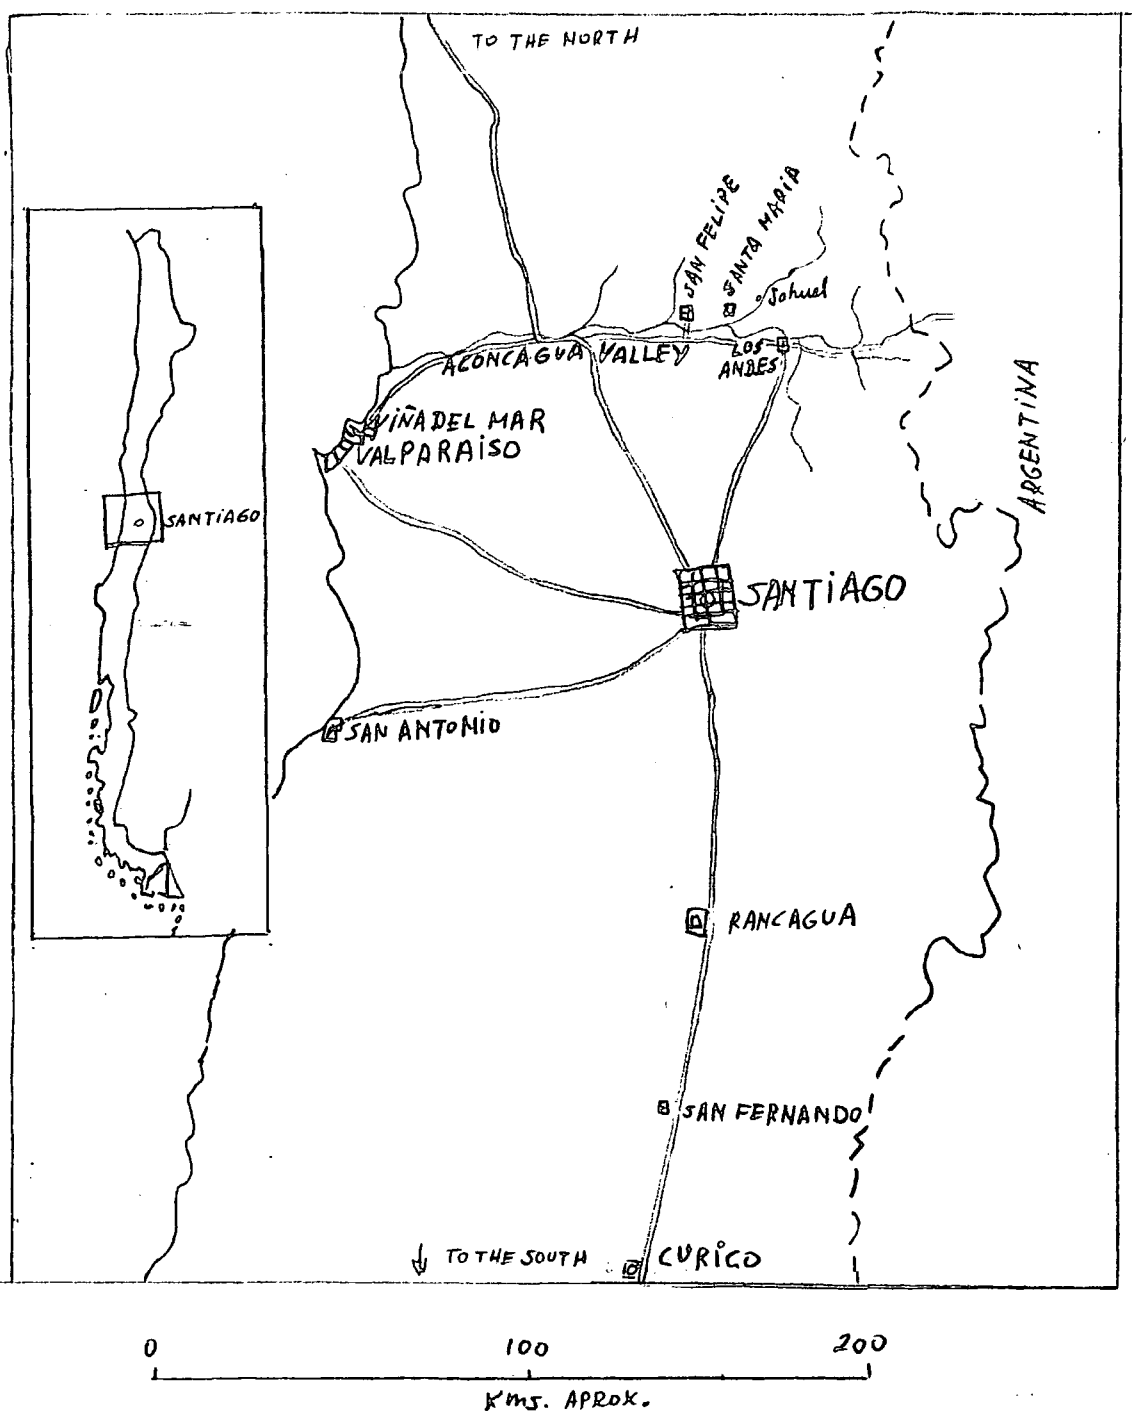 TO THE NORTH
SAN FELIPE
SANTA MARIA
Jahuel
ACONCAGUA VALLEY
LOS
ANDES
VIÑA DEL MAR
VALPARAISO
ARGENTINA
SANTIAGO
SANTIAGO
SAN ANTONIO
RANCAGUA
SAN FERNANDO
TO THE SOUTH
CURICO
0 100 200
Kms. APROX.